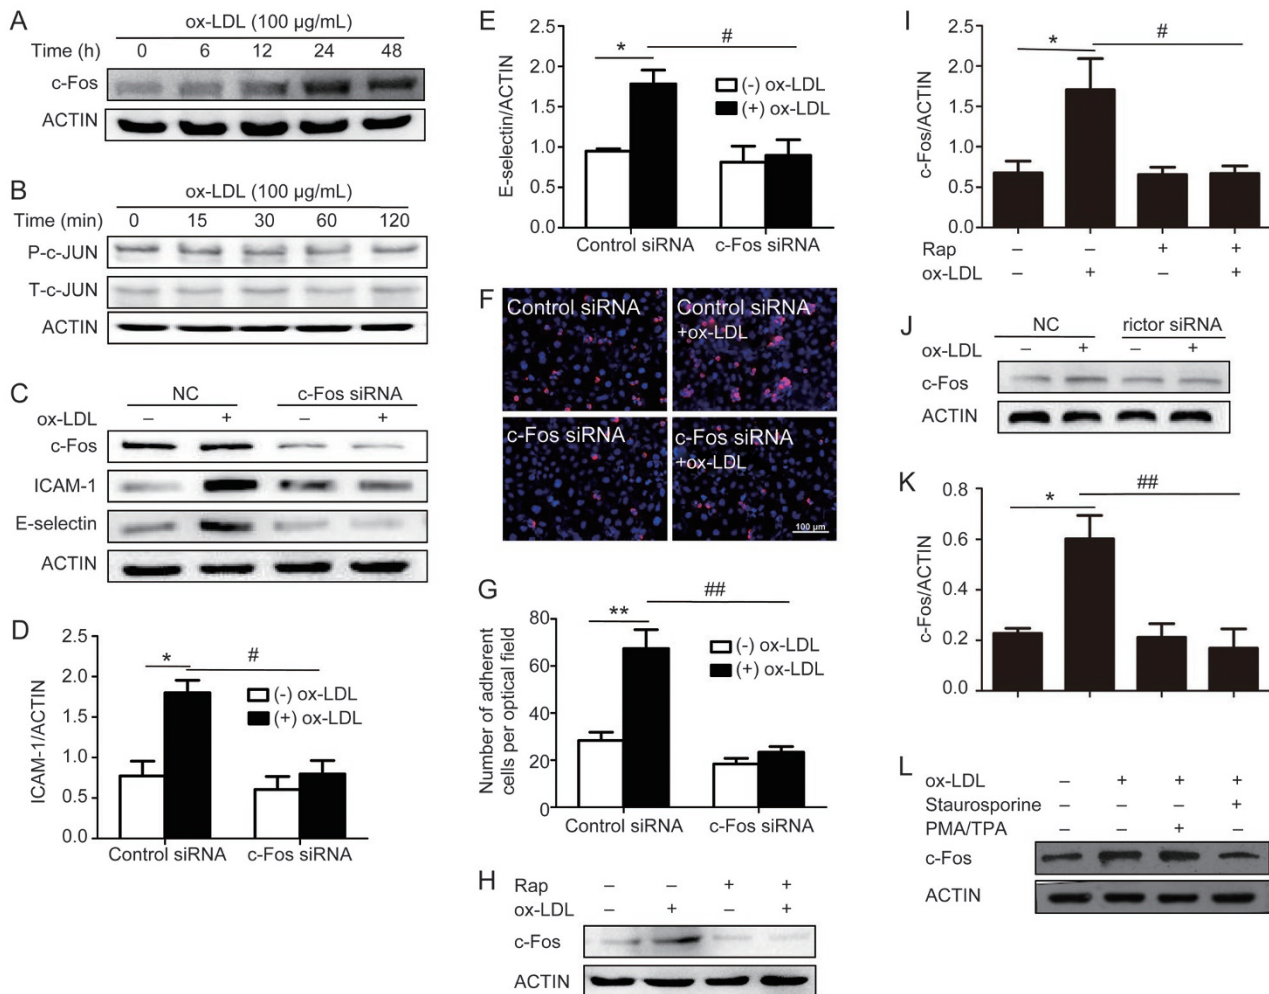 A
ox-LDL (100 μg/mL)
Time (h) 0 6 12 24 48
c-Fos
ACTIN
B
ox-LDL (100 μg/mL)
Time (min) 0 15 30 60 120
P-c-JUN
T-c-JUN
ACTIN
C
NC c-Fos siRNA
ox-LDL – + – +
c-Fos
ICAM-1
E-selectin
ACTIN
D
ICAM-1/ACTIN
2.5
2.0
1.5
1.0
0.5
0.0
* #
(-) ox-LDL
(+) ox-LDL
Control siRNA c-Fos siRNA
E
E-selectin/ACTIN
2.5
2.0
1.5
1.0
0.5
0.0
* #
(-) ox-LDL
(+) ox-LDL
Control siRNA c-Fos siRNA
F
Control siRNA
Control siRNA
+ox-LDL
c-Fos siRNA
c-Fos siRNA
+ox-LDL
100 μm
G
Number of adherent
cells per optical field
80
60
40
20
0
** ##
(-) ox-LDL
(+) ox-LDL
Control siRNA c-Fos siRNA
H
Rap – – + +
ox-LDL – + – +
c-Fos
ACTIN
I
c-Fos/ACTIN
2.5
2.0
1.5
1.0
0.5
0.0
* #
Rap – – + +
ox-LDL – + – +
J
NC rictor siRNA
ox-LDL – + – +
c-Fos
ACTIN
K
c-Fos/ACTIN
0.8
0.6
0.4
0.2
0.0
* ##
L
ox-LDL – + + +
Staurosporine – – – +
PMA/TPA – – + –
c-Fos
ACTIN